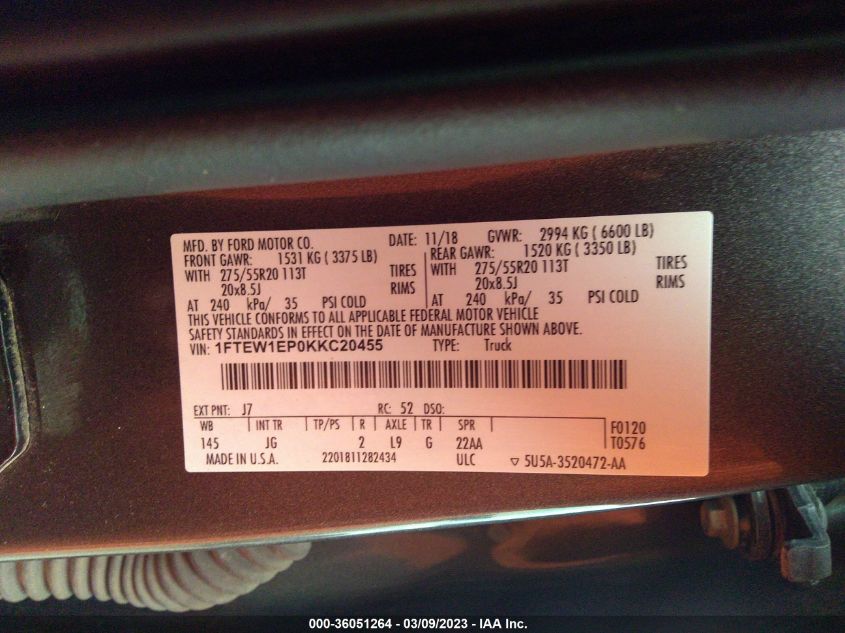 MFD. BY FORD MOTOR CO. DATE: 11/18 GVWR: 2994 KG ( 6600 LB)
FRONT GAWR: 1531 KG ( 3375 LB) REAR GAWR: 1520 KG ( 3350 LB)
WITH 275/55R20 113T TIRES WITH 275/55R20 113T TIRES
20x8.5J RIMS 20x8.5J RIMS
AT 240 kPa/ 35 PSI COLD AT 240 kPa/ 35 PSI COLD
THIS VEHICLE CONFORMS TO ALL APPLICABLE FEDERAL MOTOR VEHICLE
SAFETY STANDARDS IN EFFECT ON THE DATE OF MANUFACTURE SHOWN ABOVE.
VIN: 1FTEW1EP0KKC20455 TYPE: Truck
EXT PNT: J7 RC: 52 DSO:
WB INT TR TP/PS R AXLE TR SPR F0120
145 JG 2 L9 G 22AA T0576
MADE IN U.S.A. 2201811282434 ULC ▽ 5U5A-3520472-AA
000-36051264 — 03/09/2023 — IAA Inc.